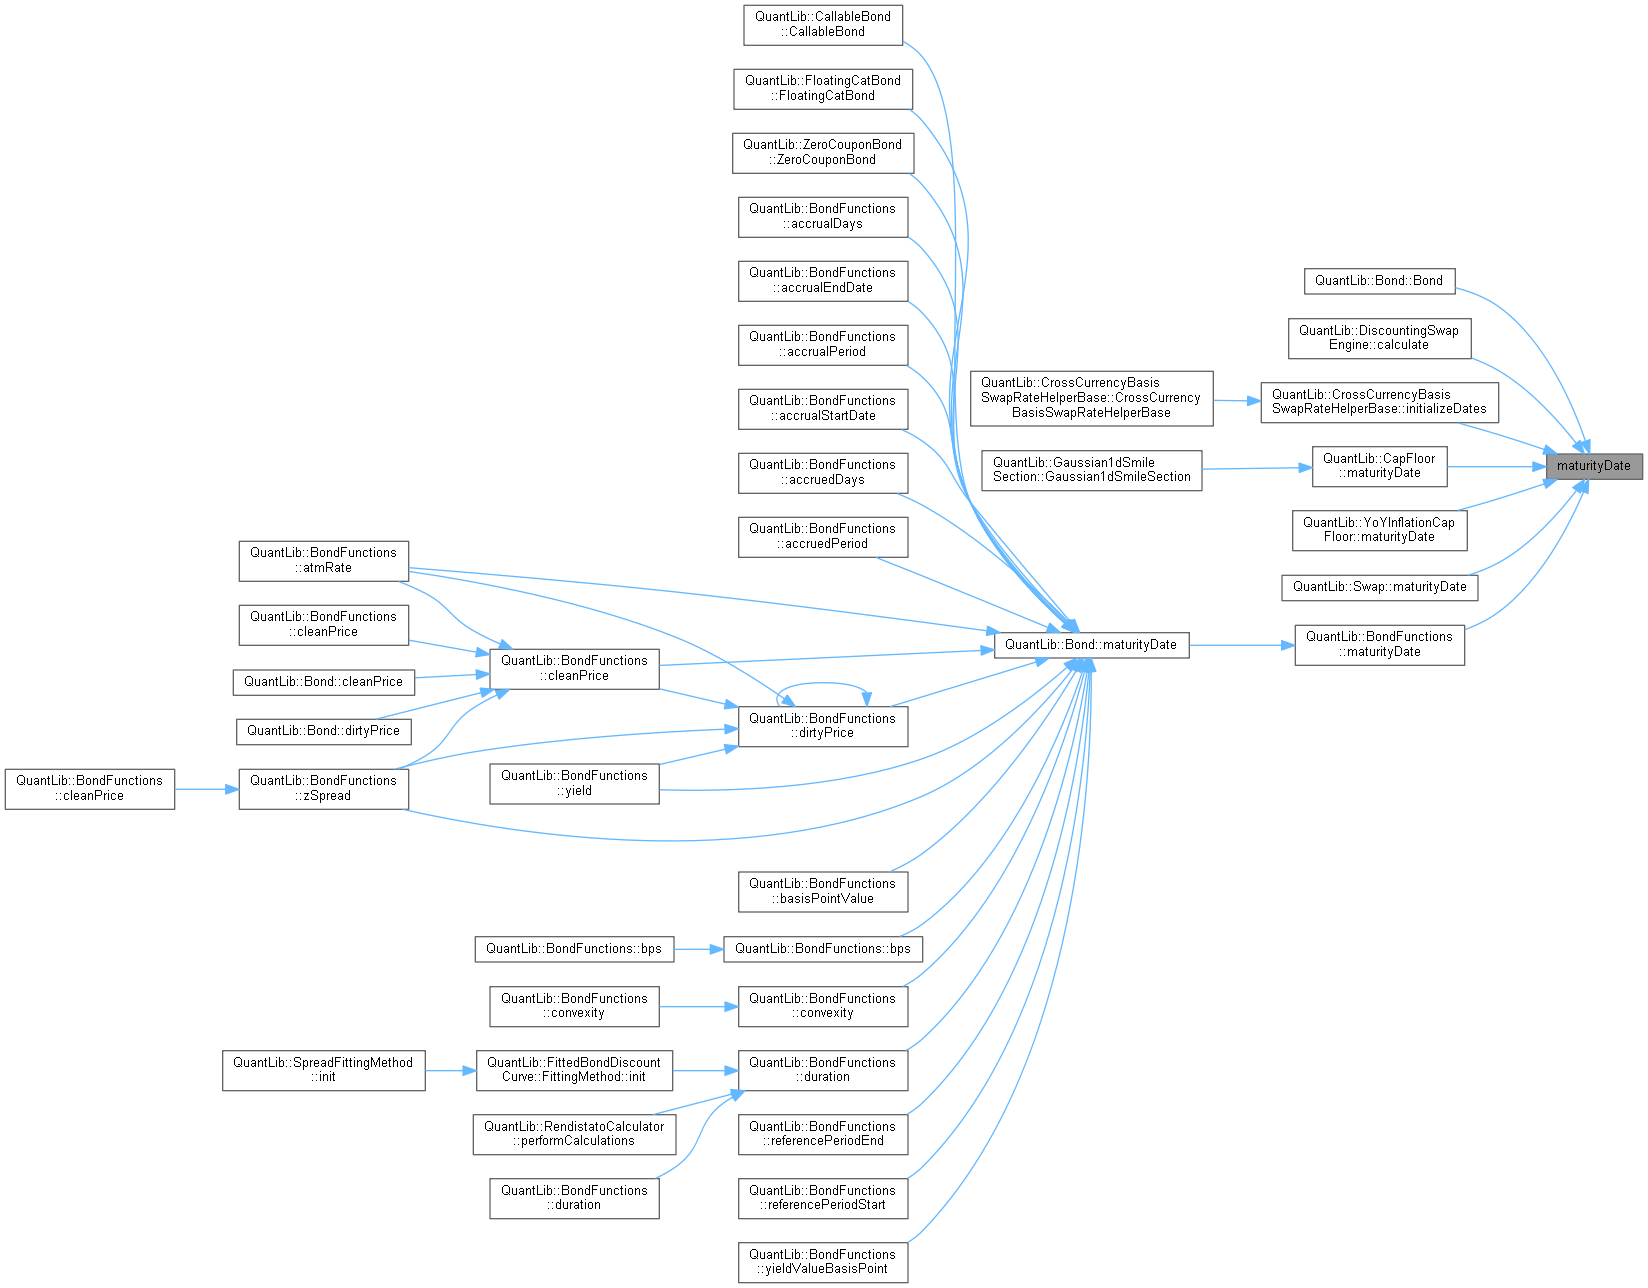 QuantLib::CallableBond
::CallableBond
QuantLib::FloatingCatBond
::FloatingCatBond
QuantLib::ZeroCouponBond
::ZeroCouponBond
QuantLib::BondFunctions
::accrualDays
QuantLib::BondFunctions
::accrualEndDate
QuantLib::BondFunctions
::accrualPeriod
QuantLib::BondFunctions
::accrualStartDate
QuantLib::BondFunctions
::accruedDays
QuantLib::BondFunctions
::accruedPeriod
QuantLib::Bond::Bond
QuantLib::DiscountingSwap
Engine::calculate
QuantLib::CrossCurrencyBasis
SwapRateHelperBase::CrossCurrency
BasisSwapRateHelperBase
QuantLib::CrossCurrencyBasis
SwapRateHelperBase::initializeDates
QuantLib::Gaussian1dSmile
Section::Gaussian1dSmileSection
QuantLib::CapFloor
::maturityDate
maturityDate
QuantLib::YoYInflationCap
Floor::maturityDate
QuantLib::Swap::maturityDate
QuantLib::BondFunctions
::maturityDate
QuantLib::Bond::maturityDate
QuantLib::BondFunctions
::atmRate
QuantLib::BondFunctions
::cleanPrice
QuantLib::Bond::cleanPrice
QuantLib::Bond::dirtyPrice
QuantLib::BondFunctions
::cleanPrice
QuantLib::BondFunctions
::dirtyPrice
QuantLib::BondFunctions
::yield
QuantLib::BondFunctions
::cleanPrice
QuantLib::BondFunctions
::zSpread
QuantLib::BondFunctions
::basisPointValue
QuantLib::BondFunctions::bps
QuantLib::BondFunctions::bps
QuantLib::BondFunctions
::convexity
QuantLib::BondFunctions
::convexity
QuantLib::SpreadFittingMethod
::init
QuantLib::FittedBondDiscount
Curve::FittingMethod::init
QuantLib::BondFunctions
::duration
QuantLib::RendistatoCalculator
::performCalculations
QuantLib::BondFunctions
::referencePeriodEnd
QuantLib::BondFunctions
::duration
QuantLib::BondFunctions
::referencePeriodStart
QuantLib::BondFunctions
::yieldValueBasisPoint